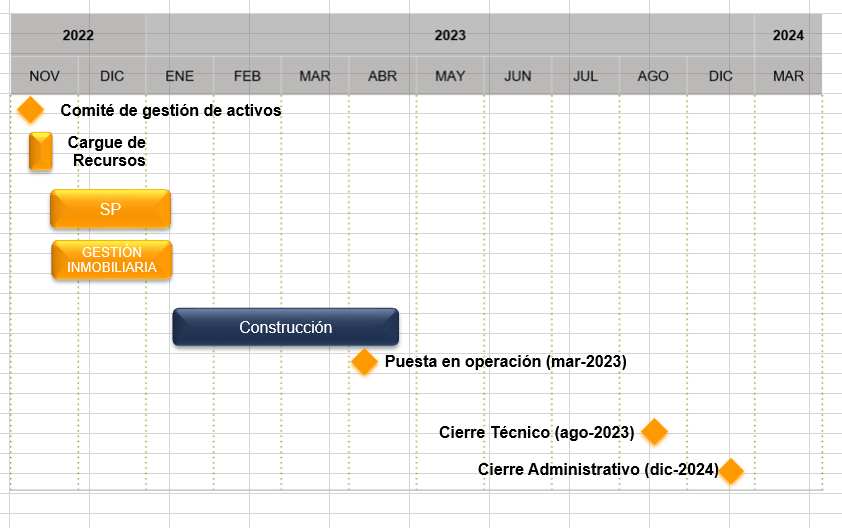 2022 2023 2024
NOV DIC ENE FEB MAR ABR MAY JUN JUL AGO DIC MAR
Comité de gestión de activos
Cargue de
Recursos
SP
GESTIÓN
INMOBILIARIA
Construcción
Puesta en operación (mar-2023)
Cierre Técnico (ago-2023)
Cierre Administrativo (dic-2024)